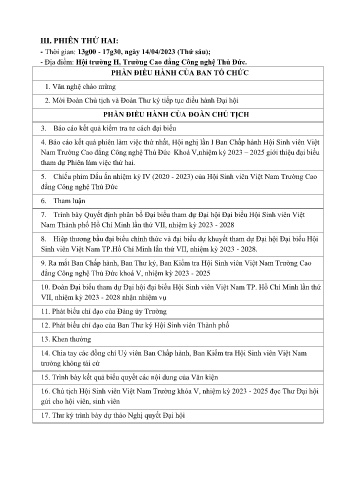 III. PHIÊN THỨ HAI:
- Thời gian: 13g00 - 17g30, ngày 14/04/2023 (Thứ sáu);
- Địa điểm: Hội trường H, Trường Cao đẳng Công nghệ Thủ Đức.
PHẦN ĐIỀU HÀNH CỦA BAN TỔ CHỨC
1. Văn nghệ chào mừng
2. Mời Đoàn Chủ tịch và Đoàn Thư ký tiếp tục điều hành Đại hội
PHẦN ĐIỀU HÀNH CỦA ĐOÀN CHỦ TỊCH
3. Báo cáo kết quả kiểm tra tư cách đại biểu
4. Báo cáo kết quả phiên làm việc thứ nhất, Hội nghị lần I Ban Chấp hành Hội Sinh viên Việt
Nam Trường Cao đẳng Công nghệ Thủ Đức Khoá V,nhiệm kỳ 2023 – 2025 giới thiệu đại biểu
tham dự Phiên làm việc thứ hai.
5. Chiếu phim Dấu ấn nhiệm kỳ IV (2020 - 2023) của Hội Sinh viên Việt Nam Trường Cao
đẳng Công nghệ Thủ Đức
6. Tham luận
7. Trình bày Quyết định phân bổ Đại biểu tham dự Đại hội Đại biểu Hội Sinh viên Việt
Nam Thành phố Hồ Chí Minh lần thứ VII, nhiệm kỳ 2023 - 2028
8. Hiệp thương bầu đại biểu chính thức và đại biểu dự khuyết tham dự Đại hội Đại biểu Hội
Sinh viên Việt Nam TP.Hồ Chí Minh lần thứ VII, nhiệm kỳ 2023 - 2028.
9. Ra mắt Ban Chấp hành, Ban Thư ký, Ban Kiểm tra Hội Sinh viên Việt Nam Trường Cao
đẳng Công nghệ Thủ Đức khoá V, nhiệm kỳ 2023 - 2025
10. Đoàn Đại biểu tham dự Đại hội đại biểu Hội Sinh viên Việt Nam TP. Hồ Chí Minh lần thứ
VII, nhiệm kỳ 2023 - 2028 nhận nhiệm vụ
11. Phát biểu chỉ đạo của Đảng ủy Trường
12. Phát biểu chỉ đạo của Ban Thư ký Hội Sinh viên Thành phố
13. Khen thưởng
14. Chia tay các đồng chí Uỷ viên Ban Chấp hành, Ban Kiểm tra Hội Sinh viên Việt Nam
trường không tái cử
15. Trình bày kết quả biểu quyết các nội dung của Văn kiện
16. Chủ tịch Hội Sinh viên Việt Nam Trường khóa V, nhiệm kỳ 2023 - 2025 đọc Thư Đại hội
gửi cho hội viên, sinh viên
17. Thư ký trình bày dự thảo Nghị quyết Đại hội